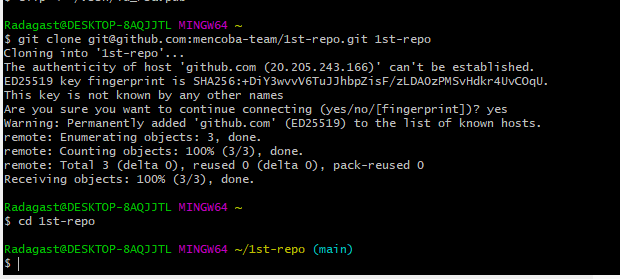 Radagast@DESKTOP-8AQJJTL MINGW64 ~
$ git clone git@github.com:mencoba-team/1st-repo.git 1st-repo
Cloning into '1st-repo'...
The authenticity of host 'github.com (20.205.243.166)' can't be established.
ED25519 key fingerprint is SHA256:+DiY3wvvV6TuJJhbpZisF/zLDA0zPMSvHdkr4UvCOqU.
This key is not known by any other names
Are you sure you want to continue connecting (yes/no/[fingerprint])? yes
Warning: Permanently added 'github.com' (ED25519) to the list of known hosts.
remote: Enumerating objects: 3, done.
remote: Counting objects: 100% (3/3), done.
remote: Total 3 (delta 0), reused 0 (delta 0), pack-reused 0
Receiving objects: 100% (3/3), done.
Radagast@DESKTOP-8AQJJTL MINGW64 ~
$ cd 1st-repo
Radagast@DESKTOP-8AQJJTL MINGW64 ~/1st-repo (main)
$